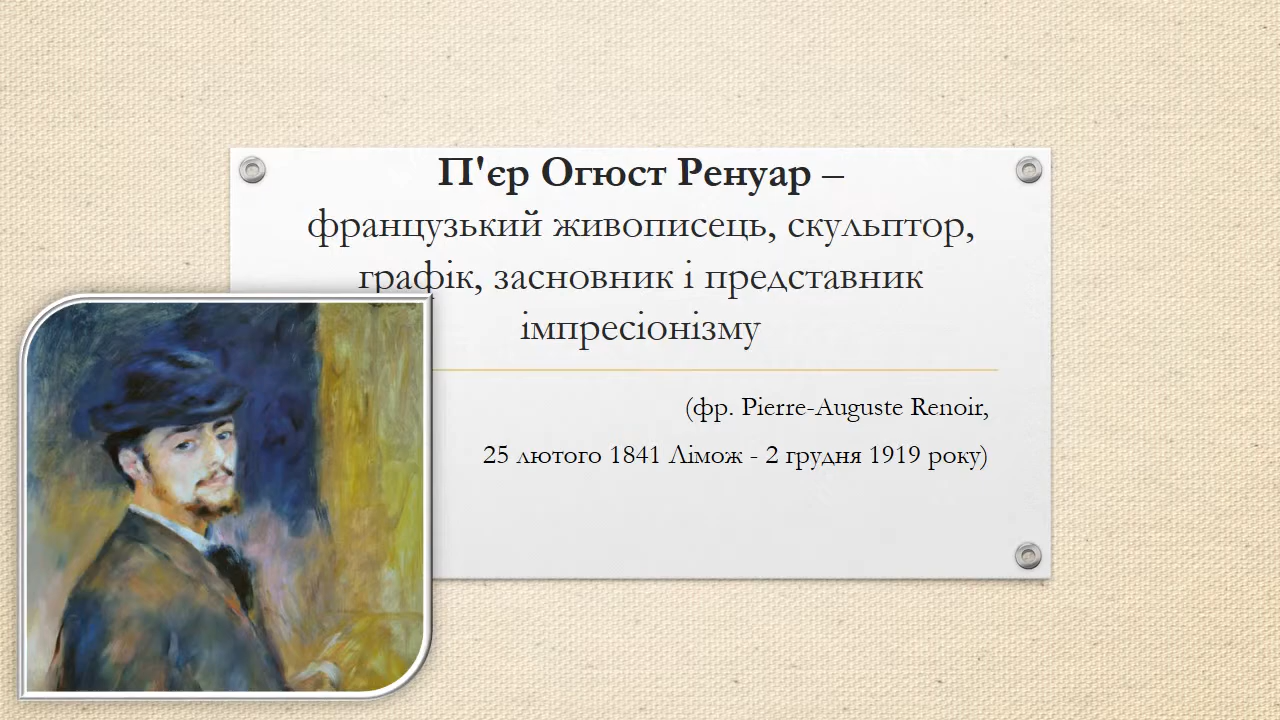 П'єр Огюст Ренуар –
французький живописець, скульптор,
графік, засновник і представник
імпресіонізму
(фр. Pierre-Auguste Renoir,
25 лютого 1841 Лімож - 2 грудня 1919 року)